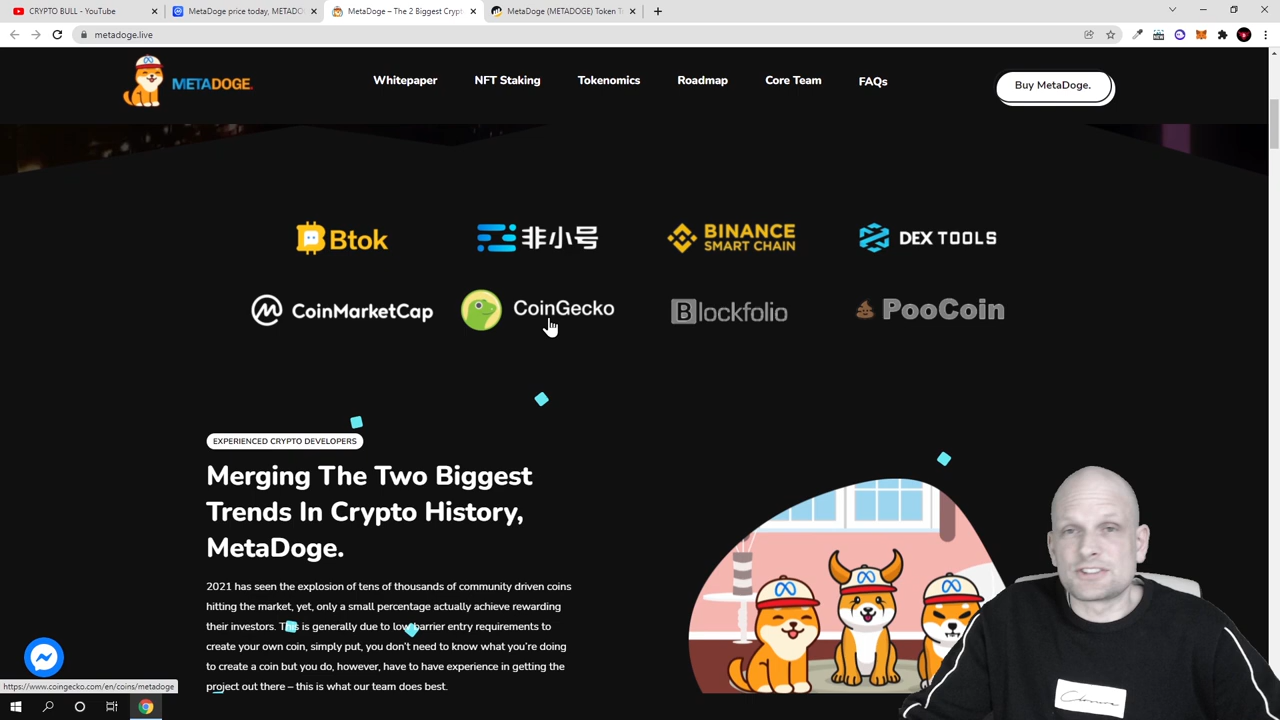 CRYPTO BULL - YouTube
MetaDoge price today, METADO
MetaDoge – The 2 Biggest Crypt
MetaDoge (METADOGE) Token T
metadoge.live
METADOGE.
Whitepaper
NFT Staking
Tokenomics
Roadmap
Core Team
FAQs
Buy MetaDoge.
Btok
非小号
BINANCE
SMART CHAIN
DEX TOOLS
CoinMarketCap
CoinGecko
Blockfolio
PooCoin
EXPERIENCED CRYPTO DEVELOPERS
Merging The Two Biggest
Trends In Crypto History,
MetaDoge.
2021 has seen the explosion of tens of thousands of community driven coins
hitting the market, yet, only a small percentage actually achieve rewarding
their investors. This is generally due to low barrier entry requirements to
create your own coin, simply put, you don't need to know what you're doing
to create a coin but you do, however, have to have experience in getting the
project out there – this is what our team does best.
https://www.coingecko.com/en/coins/metadoge